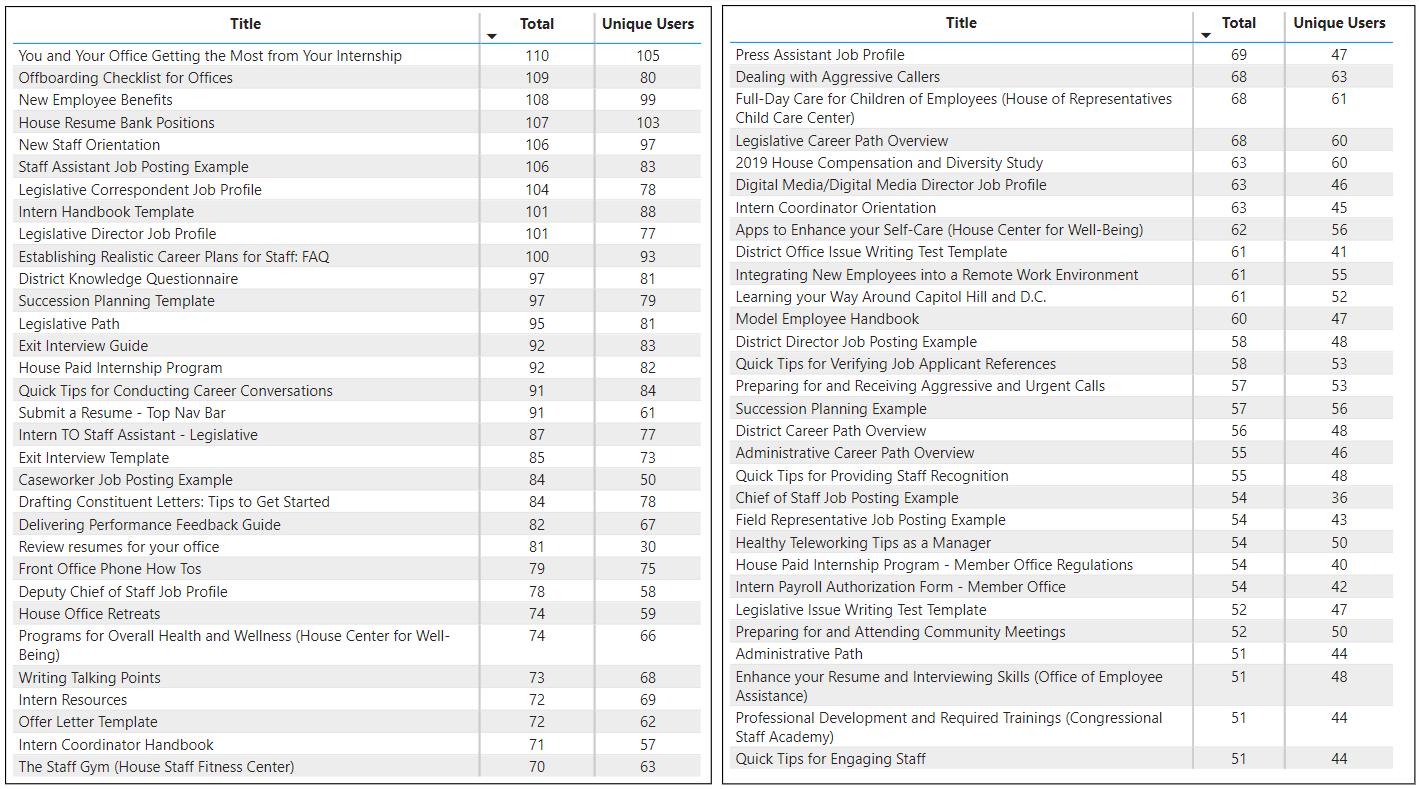 Title Total Unique Users
You and Your Office Getting the Most from Your Internship 110 105
Offboarding Checklist for Offices 109 80
New Employee Benefits 108 99
House Resume Bank Positions 107 103
New Staff Orientation 106 97
Staff Assistant Job Posting Example 106 83
Legislative Correspondent Job Profile 104 78
Intern Handbook Template 101 88
Legislative Director Job Profile 101 77
Establishing Realistic Career Plans for Staff: FAQ 100 93
District Knowledge Questionnaire 97 81
Succession Planning Template 97 79
Legislative Path 95 81
Exit Interview Guide 92 83
House Paid Internship Program 92 82
Quick Tips for Conducting Career Conversations 91 84
Submit a Resume - Top Nav Bar 91 61
Intern TO Staff Assistant - Legislative 87 77
Exit Interview Template 85 73
Caseworker Job Posting Example 84 50
Drafting Constituent Letters: Tips to Get Started 84 78
Delivering Performance Feedback Guide 82 67
Review resumes for your office 81 30
Front Office Phone How Tos 79 75
Deputy Chief of Staff Job Profile 78 58
House Office Retreats 74 59
Programs for Overall Health and Wellness (House Center for Well- 74 66
Being)
Writing Talking Points 73 68
Intern Resources 72 69
Offer Letter Template 72 62
Intern Coordinator Handbook 71 57
The Staff Gym (House Staff Fitness Center) 70 63
Title Total Unique Users
Press Assistant Job Profile 69 47
Dealing with Aggressive Callers 68 63
Full-Day Care for Children of Employees (House of Representatives 68 61
Child Care Center)
Legislative Career Path Overview 68 60
2019 House Compensation and Diversity Study 63 60
Digital Media/Digital Media Director Job Profile 63 46
Intern Coordinator Orientation 63 45
Apps to Enhance your Self-Care (House Center for Well-Being) 62 56
District Office Issue Writing Test Template 61 41
Integrating New Employees into a Remote Work Environment 61 55
Learning your Way Around Capitol Hill and D.C. 61 52
Model Employee Handbook 60 47
District Director Job Posting Example 58 48
Quick Tips for Verifying Job Applicant References 58 53
Preparing for and Receiving Aggressive and Urgent Calls 57 53
Succession Planning Example 57 56
District Career Path Overview 56 48
Administrative Career Path Overview 55 46
Quick Tips for Providing Staff Recognition 55 48
Chief of Staff Job Posting Example 54 36
Field Representative Job Posting Example 54 43
Healthy Teleworking Tips as a Manager 54 50
House Paid Internship Program - Member Office Regulations 54 40
Intern Payroll Authorization Form - Member Office 54 42
Legislative Issue Writing Test Template 52 47
Preparing for and Attending Community Meetings 52 50
Administrative Path 51 44
Enhance your Resume and Interviewing Skills (Office of Employee 51 48
Assistance)
Professional Development and Required Trainings (Congressional 51 44
Staff Academy)
Quick Tips for Engaging Staff 51 44